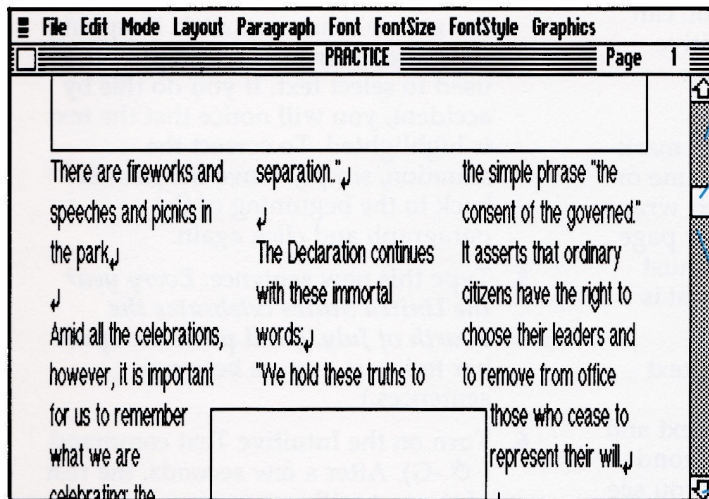 File Edit Mode Layout Paragraph Font FontSize FontStyle Graphics
PRACTICE Page 1
There are fireworks and
speeches and picnics in
the park↵
↵
Amid all the celebrations,
however, it is important
for us to remember
what we are
celebrating the
separation."↵
↵
The Declaration continues
with these immortal
words:↵
"We hold these truths to
the simple phrase "the
consent of the governed."
It asserts that ordinary
citizens have the right to
choose their leaders and
to remove from office
those who cease to
represent their will↵